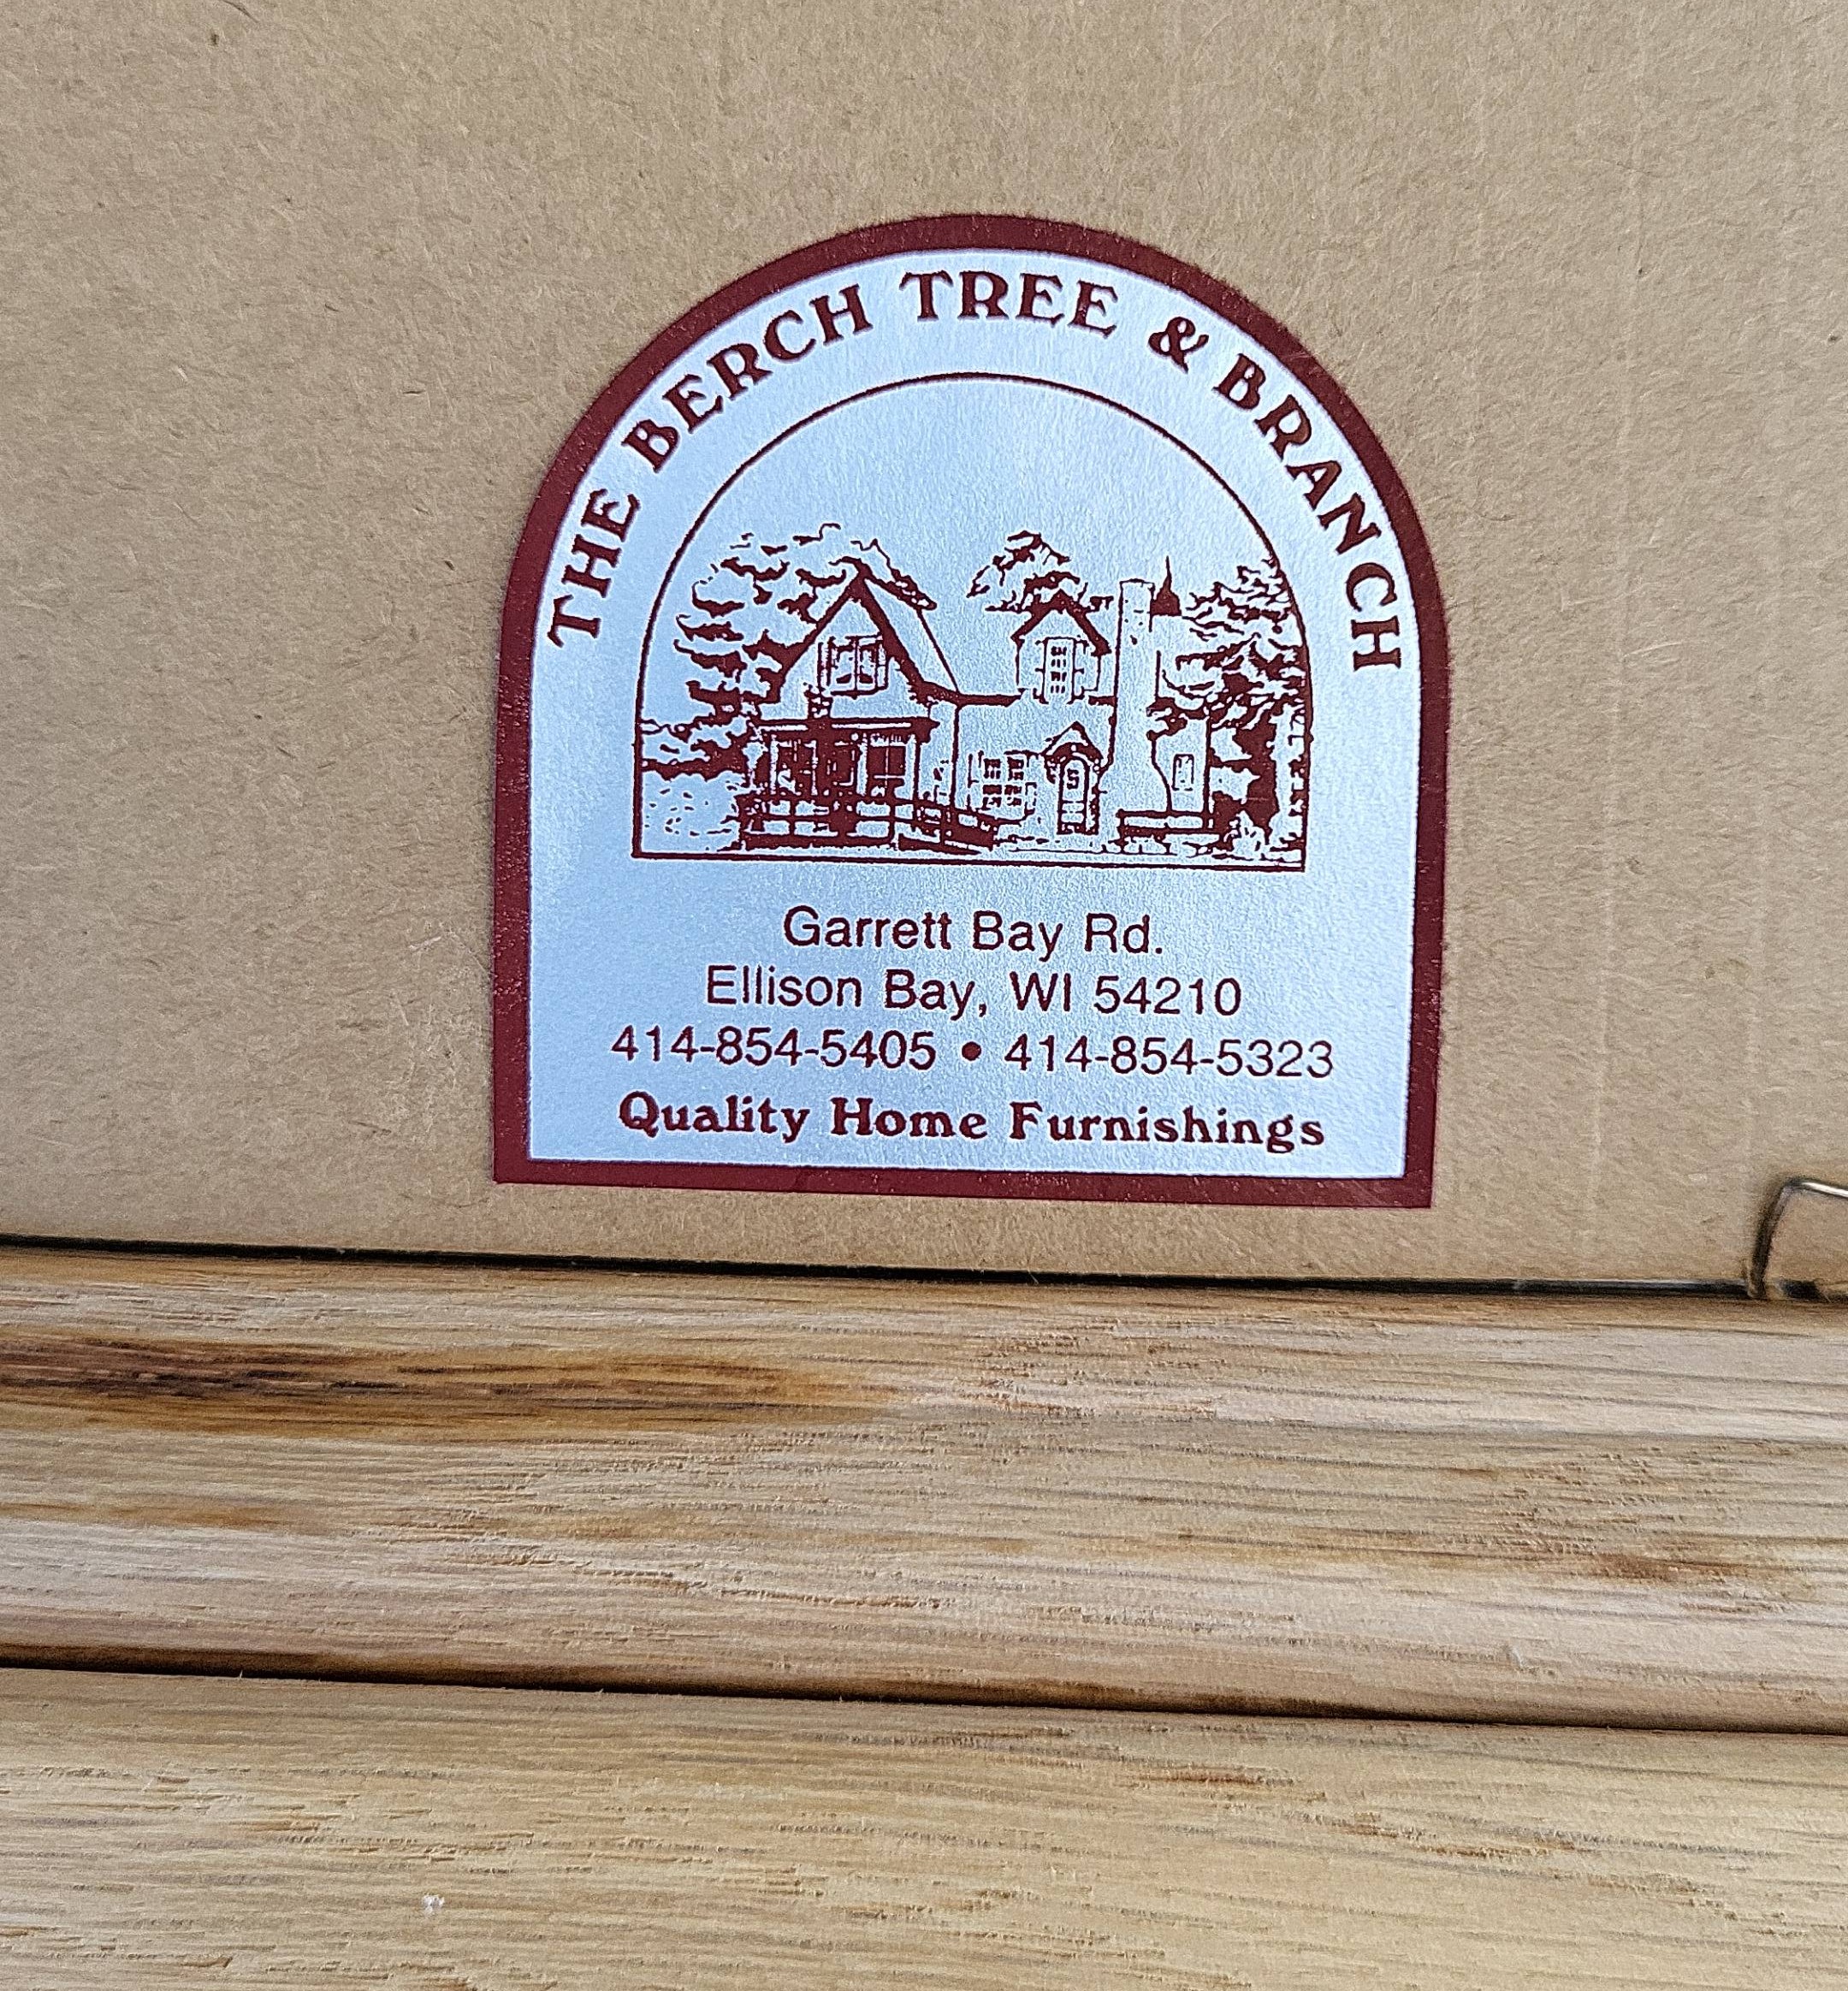 THE BERCH TREE & BRANCH
S
Garrett Bay Rd.
Ellison Bay, WI 54210
414-854-5405 • 414-854-5323
Quality Home Furnishings